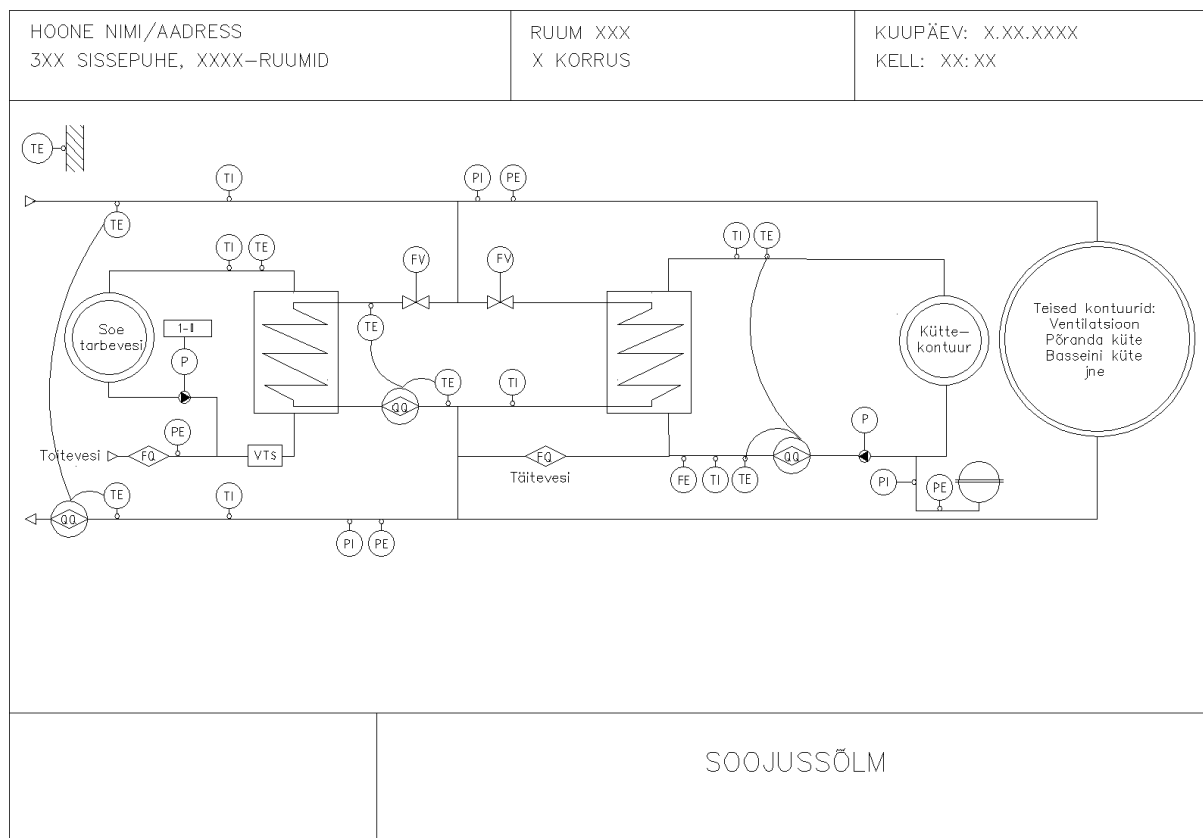 HOONE NIMI/AADRESS
3XX SISSEPUHE, XXXX-RUUMID
RUUM XXX
X KORRUS
KUUPÄEV: X.XX.XXXX
KELL: XX:XX
TE
TI
PI
PE
TE
TI
TE
FV
FV
TI
TE
Soe
tarbevesi
1-II
P
TE
Kütte-
kontuur
Teised kontuurid:
Ventilatsioon
Põranda küte
Basseini küte
jne
TE
TI
QQ
P
PE
Toitevesi
FQ
VTS
FQ
Täitevesi
FE
TI
TE
QQ
PI
PE
QQ
TE
TI
PI
PE
SOOJUSSÕLM